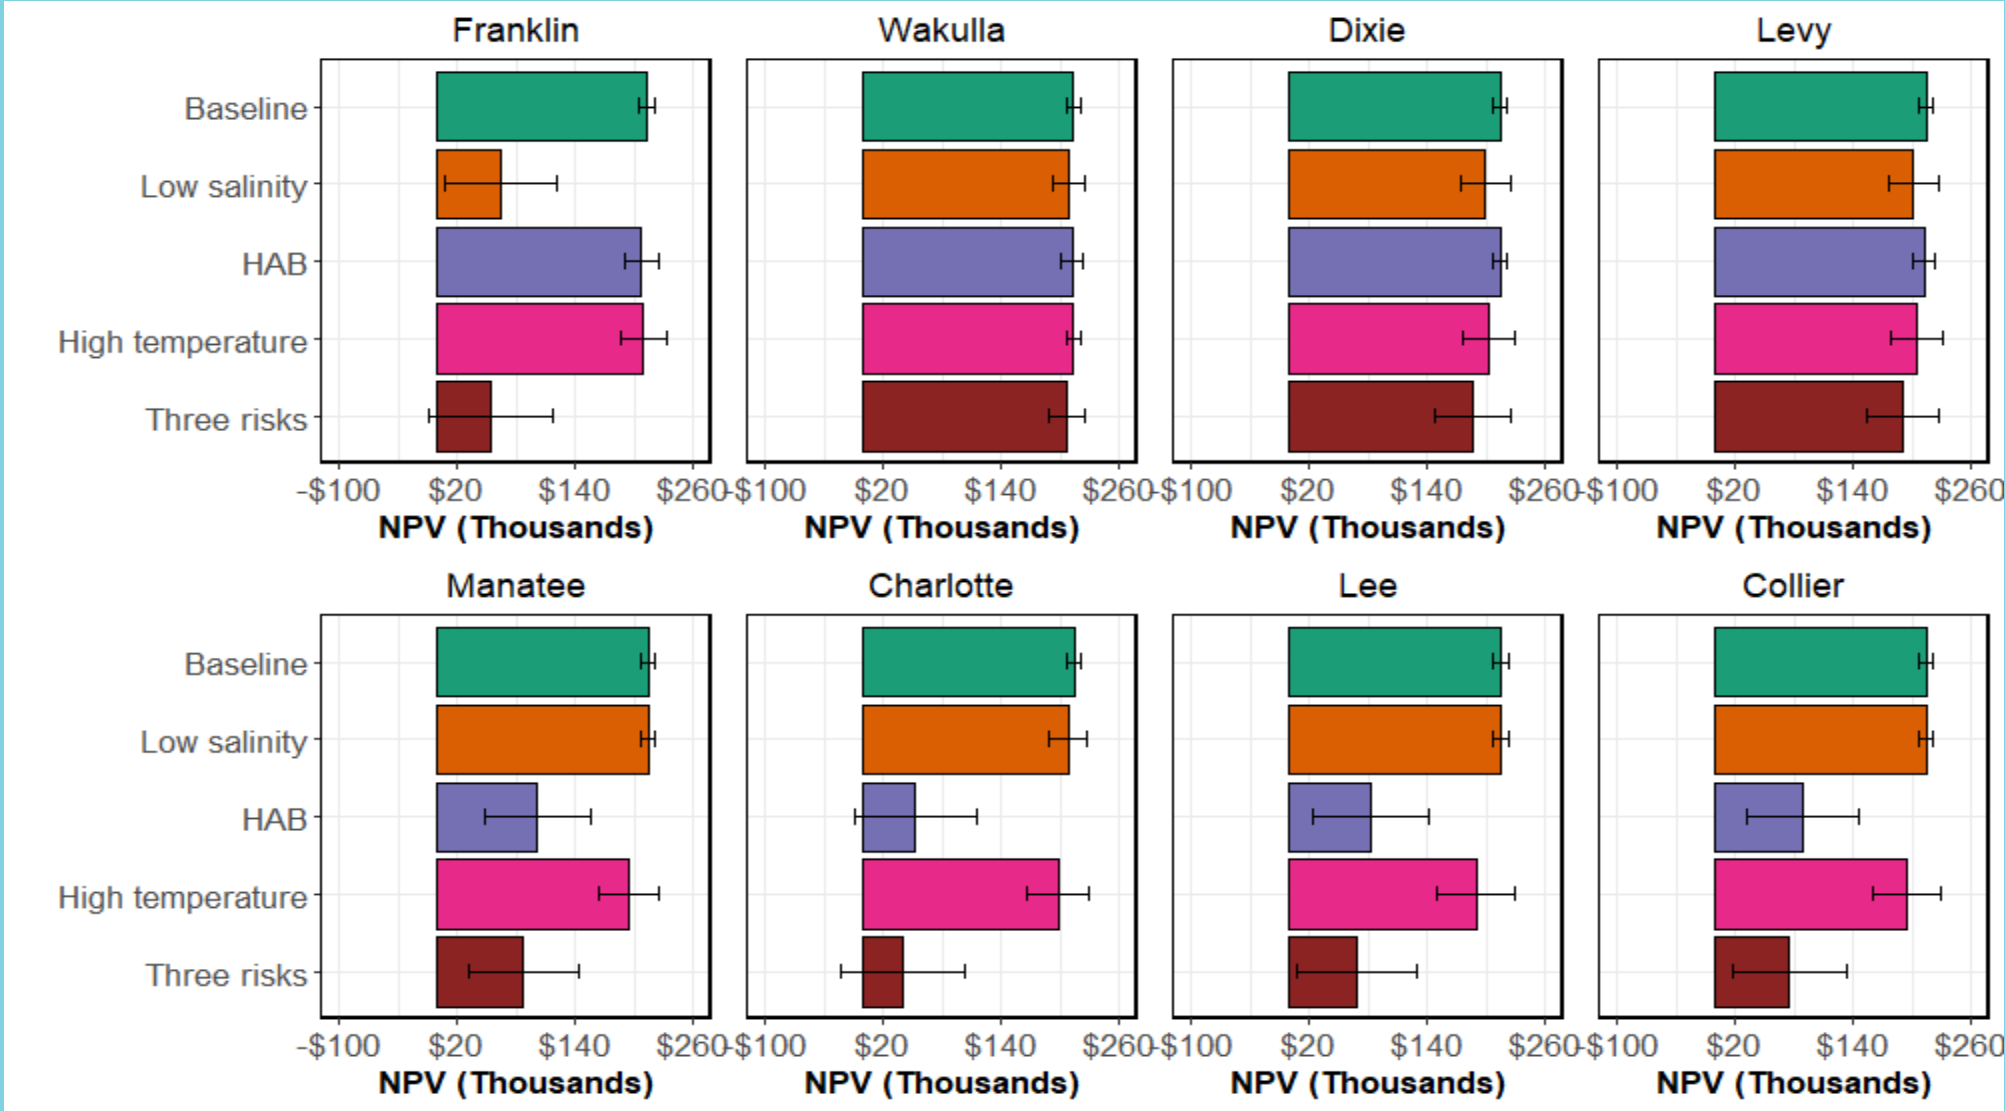 Franklin Wakulla Dixie Levy
Baseline
Low salinity
HAB
High temperature
Three risks
-$100 $20 $140 $260 -$100 $20 $140 $260 -$100 $20 $140 $260 -$100 $20 $140 $260
NPV (Thousands) NPV (Thousands) NPV (Thousands) NPV (Thousands)
Manatee Charlotte Lee Collier
Baseline
Low salinity
HAB
High temperature
Three risks
-$100 $20 $140 $260 -$100 $20 $140 $260 -$100 $20 $140 $260 -$100 $20 $140 $260
NPV (Thousands) NPV (Thousands) NPV (Thousands) NPV (Thousands)